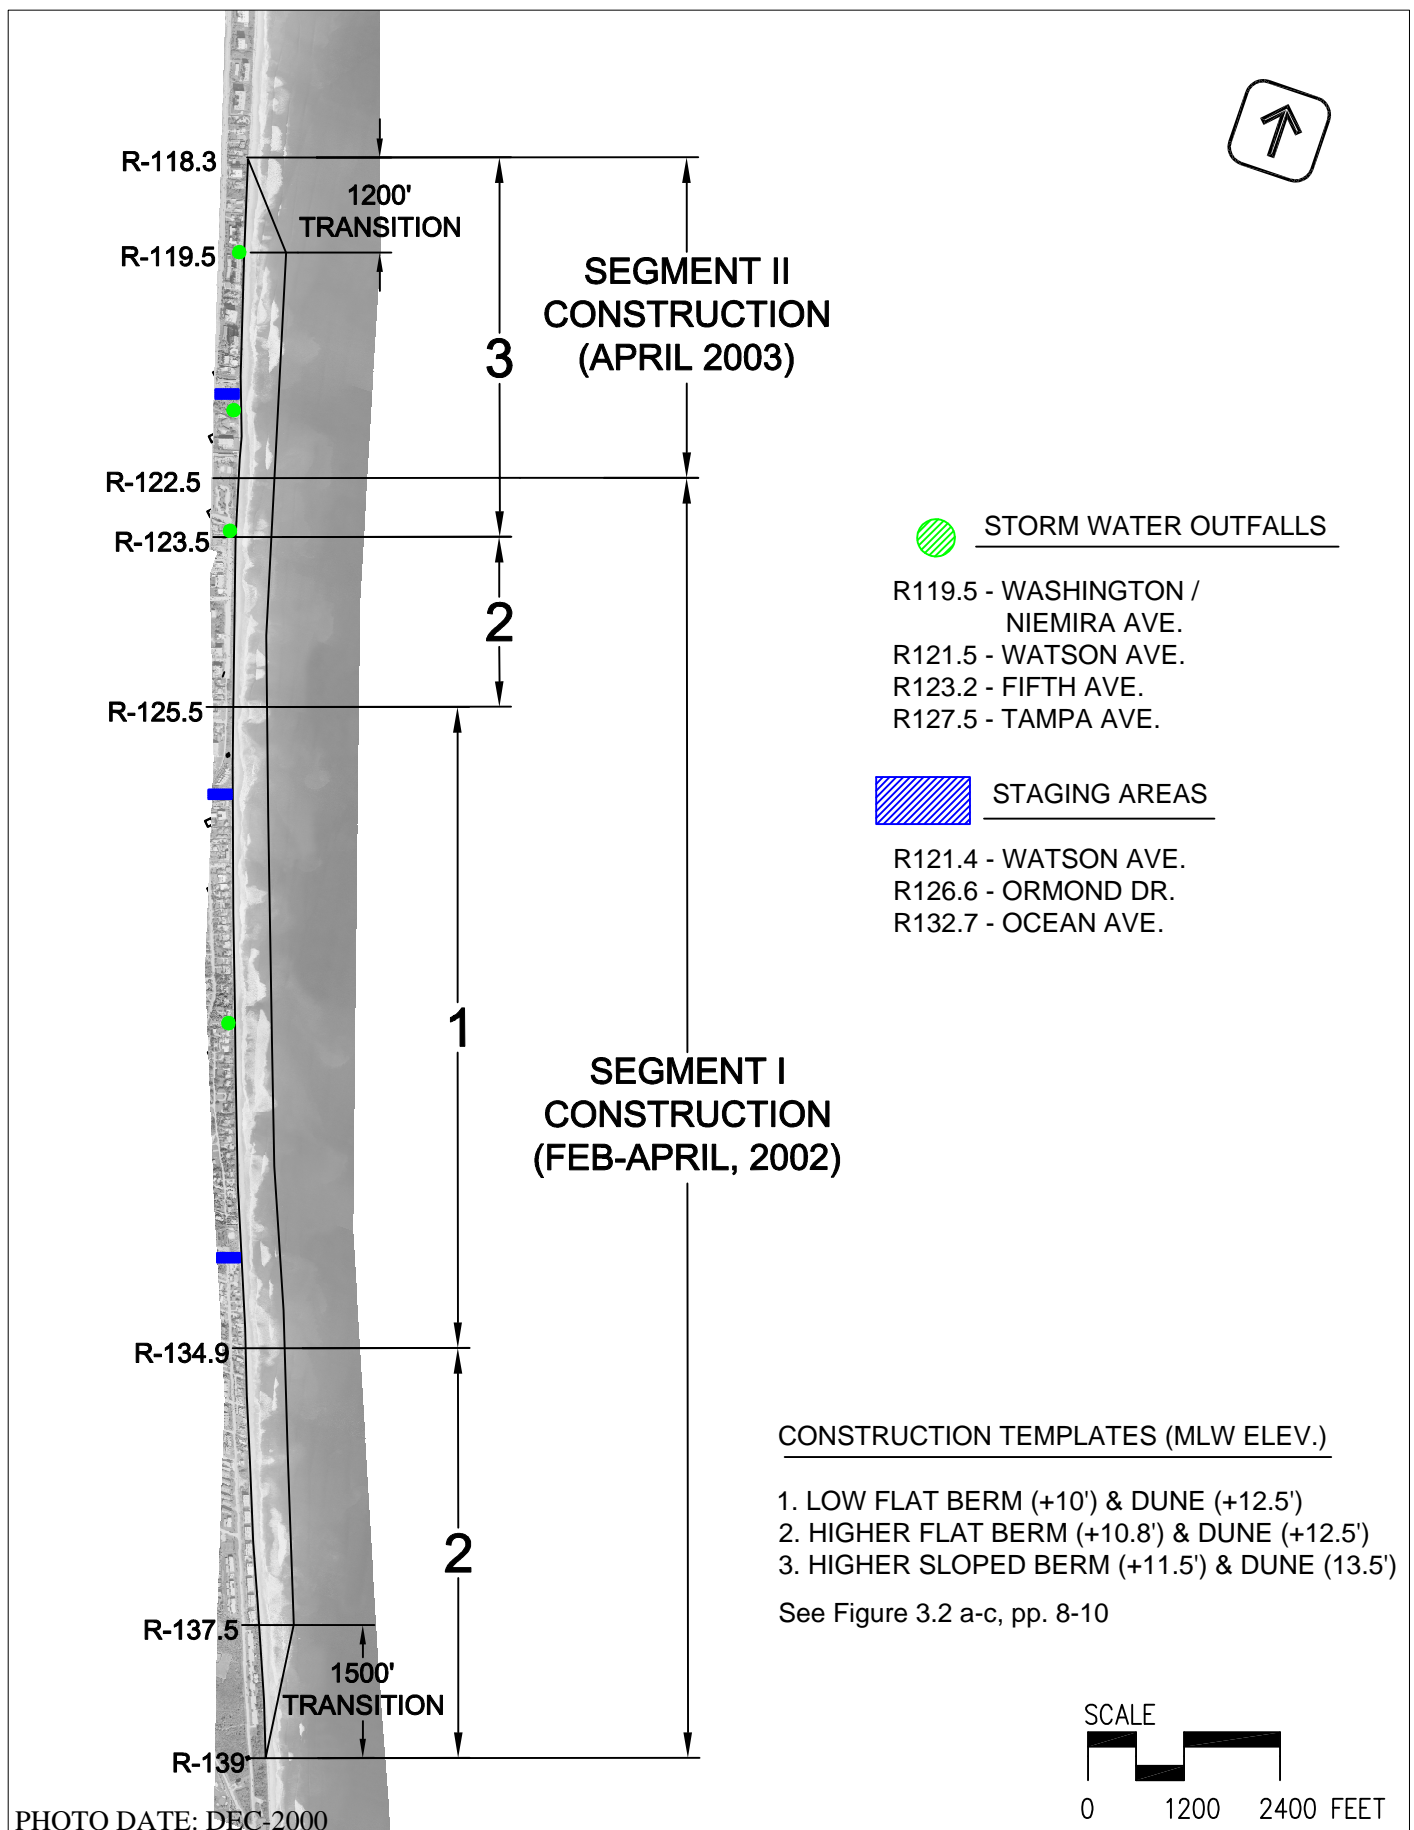 R-118.3
1200'
TRANSITION
R-119.5
SEGMENT II
CONSTRUCTION
(APRIL 2003)
3
R-122.5
R-123.5
2
R-125.5
STORM WATER OUTFALLS
R119.5 - WASHINGTON /
NIEMIRA AVE.
R121.5 - WATSON AVE.
R123.2 - FIFTH AVE.
R127.5 - TAMPA AVE.
STAGING AREAS
R121.4 - WATSON AVE.
R126.6 - ORMOND DR.
R132.7 - OCEAN AVE.
1
SEGMENT I
CONSTRUCTION
(FEB-APRIL, 2002)
R-134.9
2
R-137.5
1500'
TRANSITION
R-139
CONSTRUCTION TEMPLATES (MLW ELEV.)
1. LOW FLAT BERM (+10') & DUNE (+12.5')
2. HIGHER FLAT BERM (+10.8') & DUNE (+12.5')
3. HIGHER SLOPED BERM (+11.5') & DUNE (13.5')
See Figure 3.2 a-c, pp. 8-10
SCALE
0 1200 2400 FEET
PHOTO DATE: DEC-2000